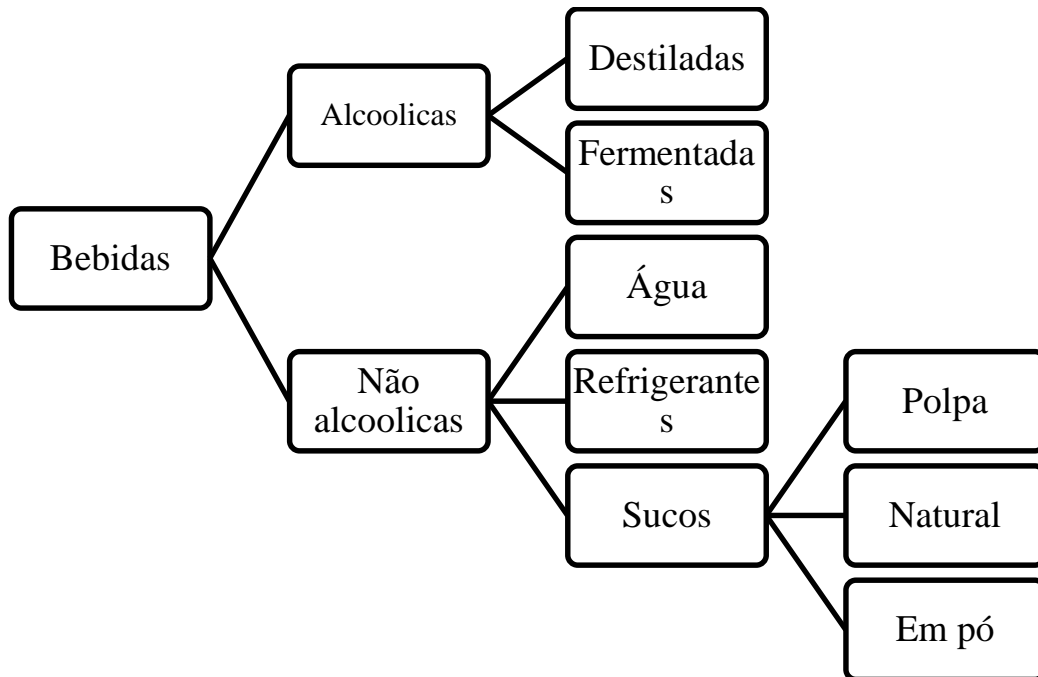 Destiladas
Alcoolicas
Fermentada
s
Bebidas
Água
Não
alcoolicas
Refrigerante
s
Polpa
Sucos
Natural
Em pó